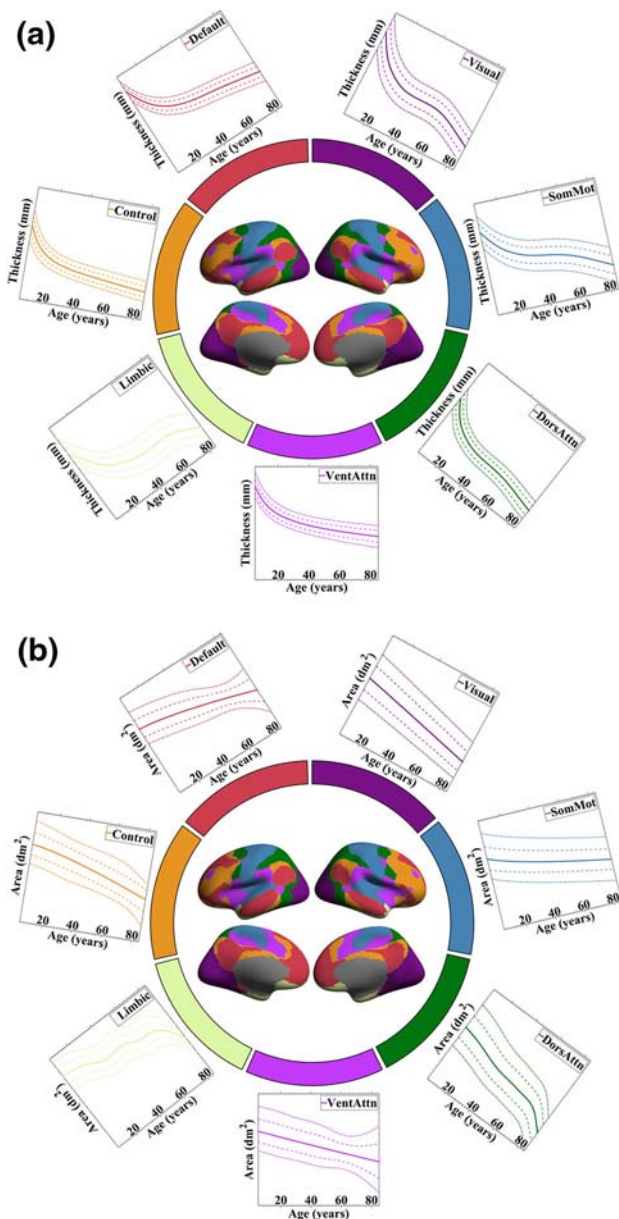 (a)
Default
Thickness (mm)
20 40 60 80
Age (years)
Visual
Thickness (mm)
20 40 60 80
Age (years)
Control
Thickness (mm)
20 40 60 80
Age (years)
SomMot
Thickness (mm)
20 40 60 80
Age (years)
Limbic
Thickness (mm)
20 40 60 80
Age (years)
DorsAttn
Thickness (mm)
20 40 60 80
Age (years)
VentAttn
Thickness (mm)
20 40 60 80
Age (years)
(b)
Default
Area (dm²)
20 40 60 80
Age (years)
Visual
Area (dm²)
20 40 60 80
Age (years)
Control
Area (dm²)
20 40 60 80
Age (years)
SomMot
Area (dm²)
20 40 60 80
Age (years)
Limbic
Area (dm²)
20 40 60 80
Age (years)
DorsAttn
Area (dm²)
20 40 60 80
Age (years)
VentAttn
Area (dm²)
20 40 60 80
Age (years)